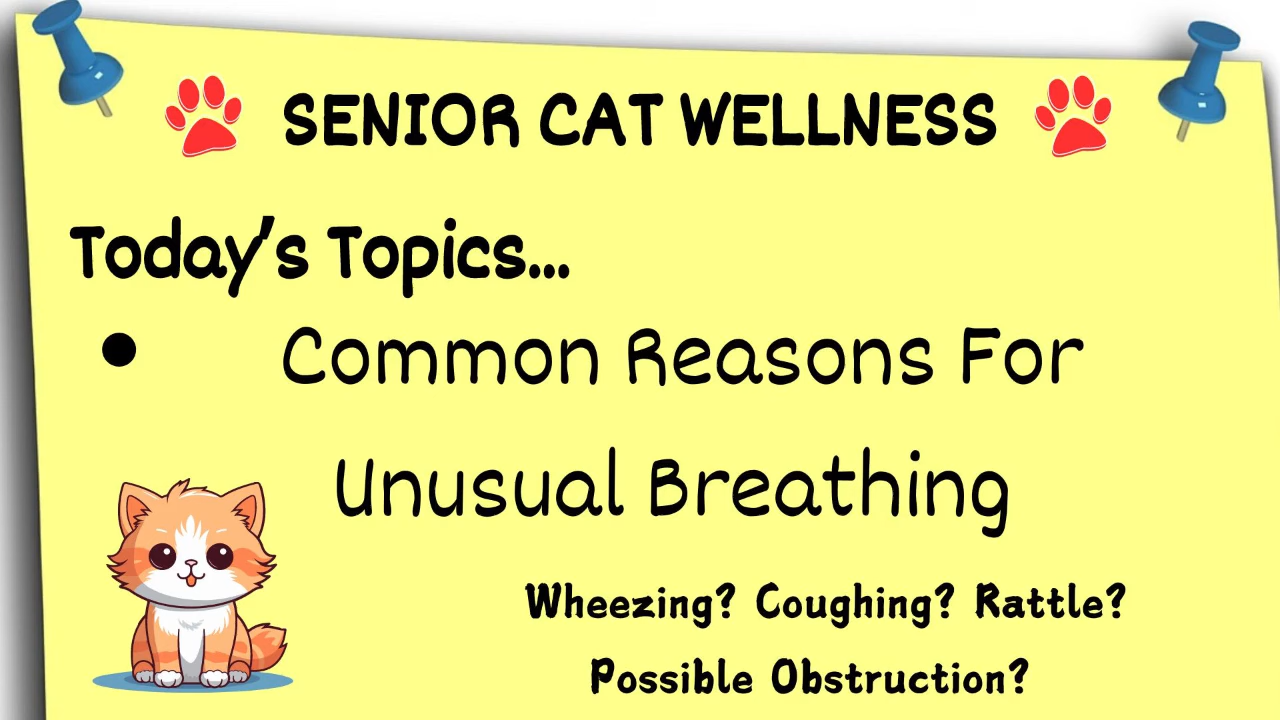 SENIOR CAT WELLNESS
Today's Topics...
• Common Reasons For
Unusual Breathing
Wheezing? Coughing? Rattle?
Possible Obstruction?